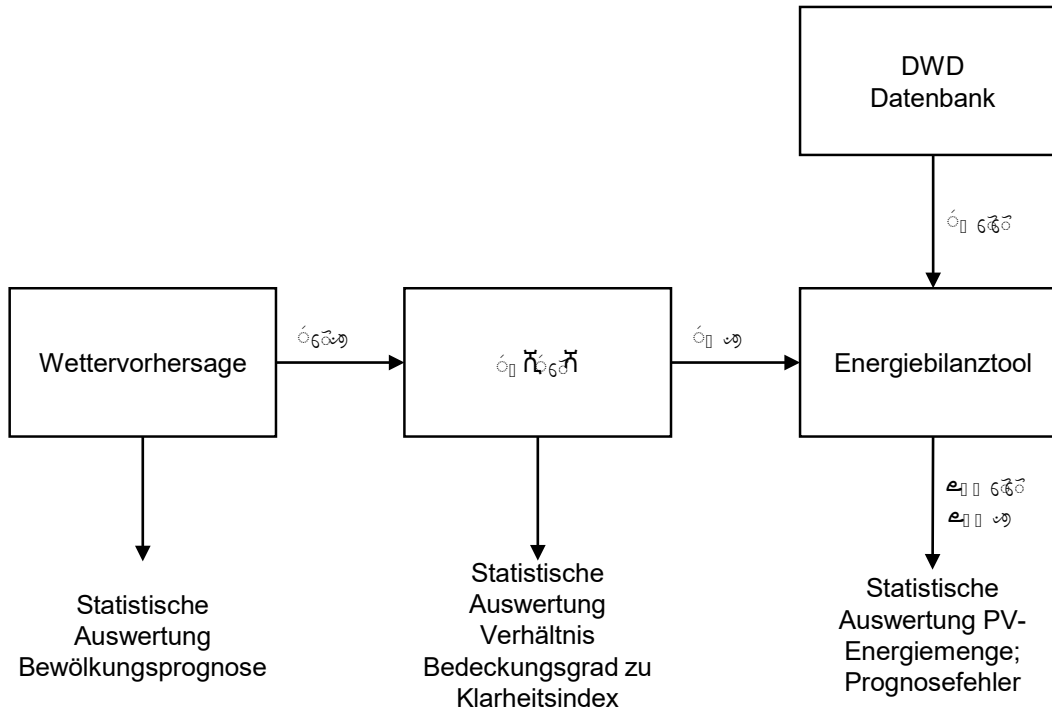 DWD
Datenbank
Wettervorhersage
Energiebilanztool
Statistische
Auswertung
Bewölkungsprognose
Statistische
Auswertung
Verhältnis
Bedeckungsgrad zu
Klarheitsindex
Statistische
Auswertung PV-
Energiemenge;
Prognosefehler